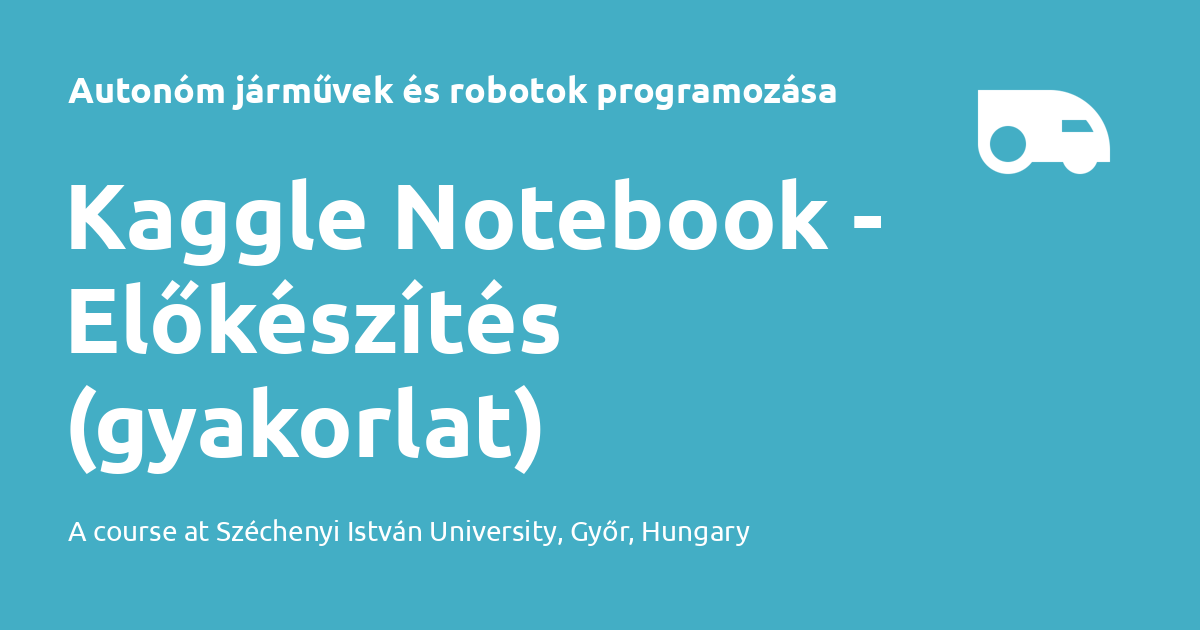 Autonóm járművek és robotok programozása
Kaggle Notebook -
Előkészítés
(gyakorlat)
A course at Széchenyi István University, Győr, Hungary